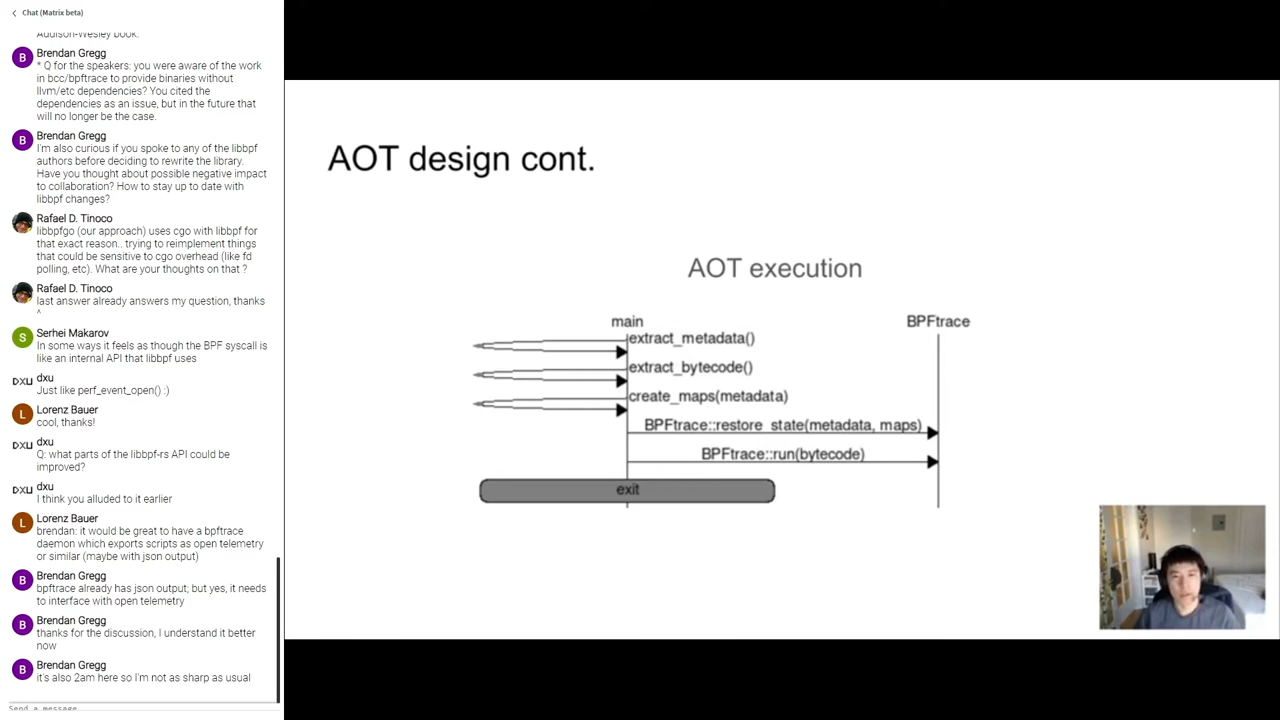 Chat (Matrix beta)
Addison-Wesley book.
B
Brendan Gregg
* Q for the speakers: you were aware of the work
in bcc/bpftrace to provide binaries without
llvm/etc dependencies? You cited the
dependencies as an issue, but in the future that
will no longer be the case.
B
Brendan Gregg
I'm also curious if you spoke to any of the libbpf
authors before deciding to rewrite the library.
Have you thought about possible negative impact
to collaboration? How to stay up to date with
libbpf changes?
Rafael D. Tinoco
libbpfgo (our approach) uses cgo with libbpf for
that exact reason.. trying to reimplement things
that could be sensitive to cgo overhead (like fd
polling, etc). What are your thoughts on that ?
Rafael D. Tinoco
last answer already answers my question, thanks
^
S
Serhei Makarov
In some ways it feels as though the BPF syscall is
like an internal API that libbpf uses
DXU
dxu
Just like perf_event_open() :)
L
Lorenz Bauer
cool, thanks!
DXU
dxu
Q: what parts of the libbpf-rs API could be
improved?
DXU
dxu
I think you alluded to it earlier
L
Lorenz Bauer
brendan: it would be great to have a bpftrace
daemon which exports scripts as open telemetry
or similar (maybe with json output)
B
Brendan Gregg
bpftrace already has json output; but yes, it needs
to interface with open telemetry
B
Brendan Gregg
thanks for the discussion, I understand it better
now
B
Brendan Gregg
it's also 2am here so I'm not as sharp as usual
Send a message
AOT design cont.
AOT execution
main
BPFtrace
extract_metadata()
extract_bytecode()
create_maps(metadata)
BPFtrace::restore_state(metadata, maps)
BPFtrace::run(bytecode)
exit